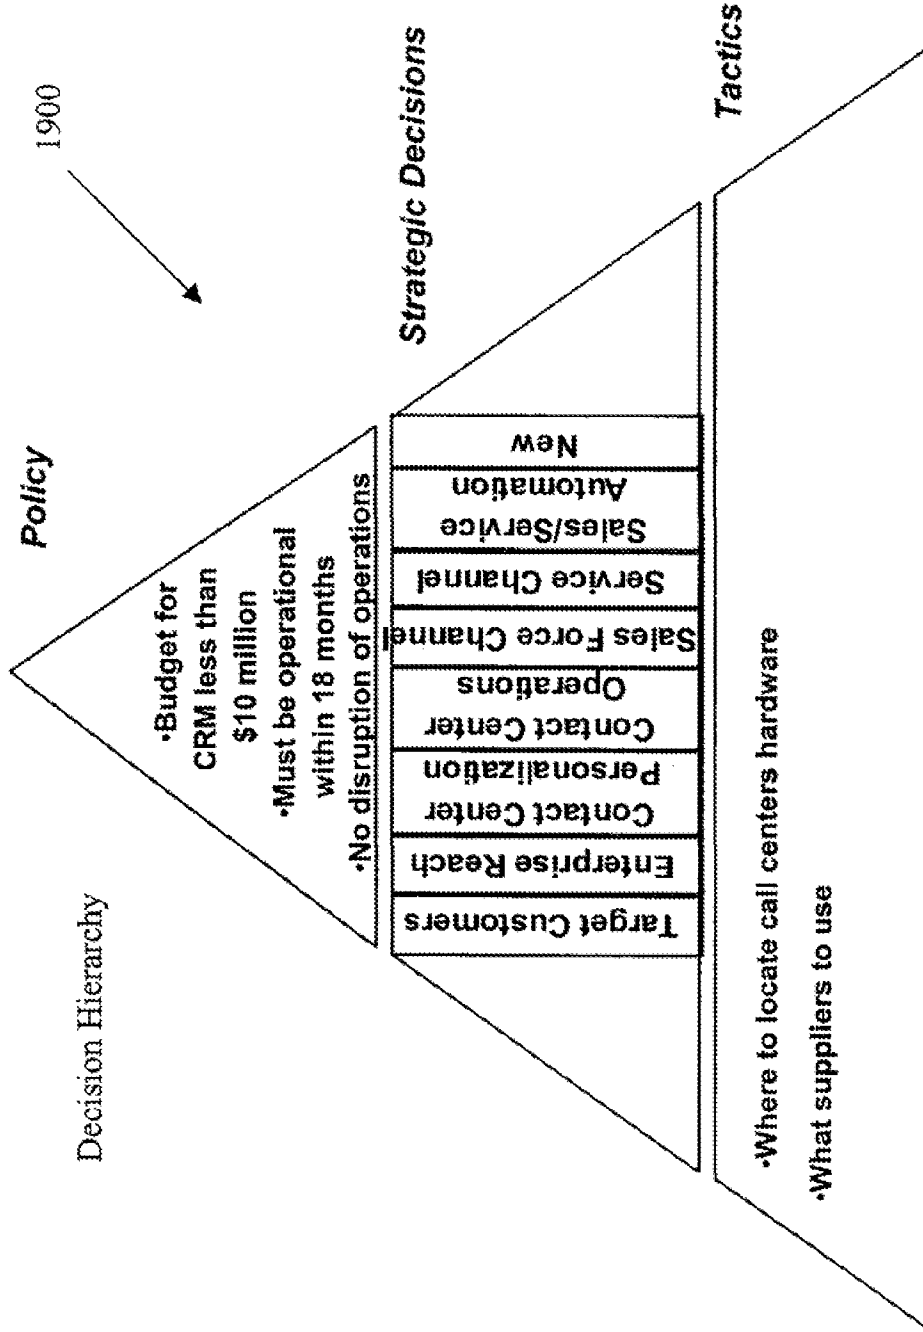 Decision Hierarchy
1900
Policy
•Budget for
CRM less than
$10 million
•Must be operational
within 18 months
•No disruption of operations
Strategic Decisions
Target Customers
Enterprise Reach
Contact Center
Personalization
Contact Center
Operations
Sales Force Channel
Service Channel
Sales/Service
Automation
New
Tactics
•Where to locate call centers hardware
•What suppliers to use